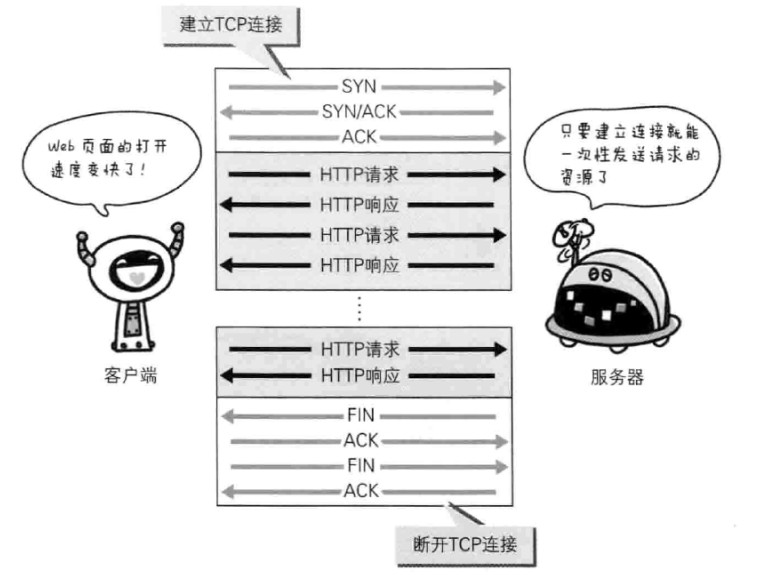 建立TCP连接
SYN
SYN/ACK
ACK
Web 页面的打开
速度变快了!
只要建立连接就能
一次性发送请求的
资源了
HTTP请求
HTTP响应
HTTP请求
HTTP响应
HTTP请求
HTTP响应
客户端
服务器
FIN
ACK
FIN
ACK
断开TCP连接